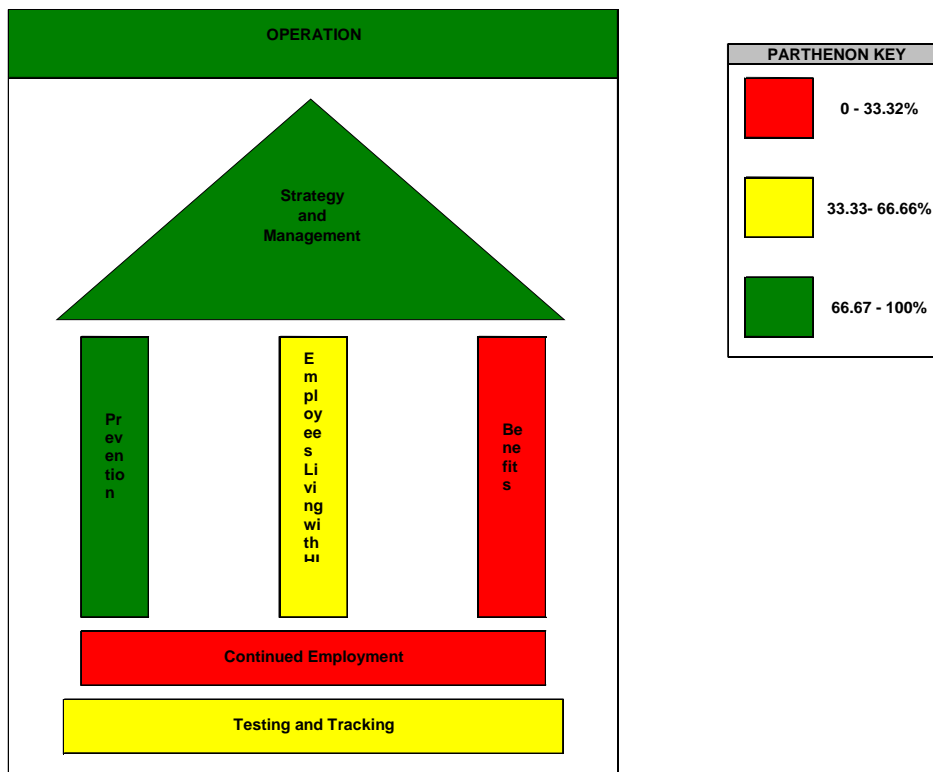 OPERATION
PARTHENON KEY
0 - 33.32%
33.33- 66.66%
66.67 - 100%
Strategy
and
Management
Pr
ev
en
tio
n
E
m
pl
oy
ee
s
Li
vi
ng
wi
th
Be
ne
fit
s
Continued Employment
Testing and Tracking